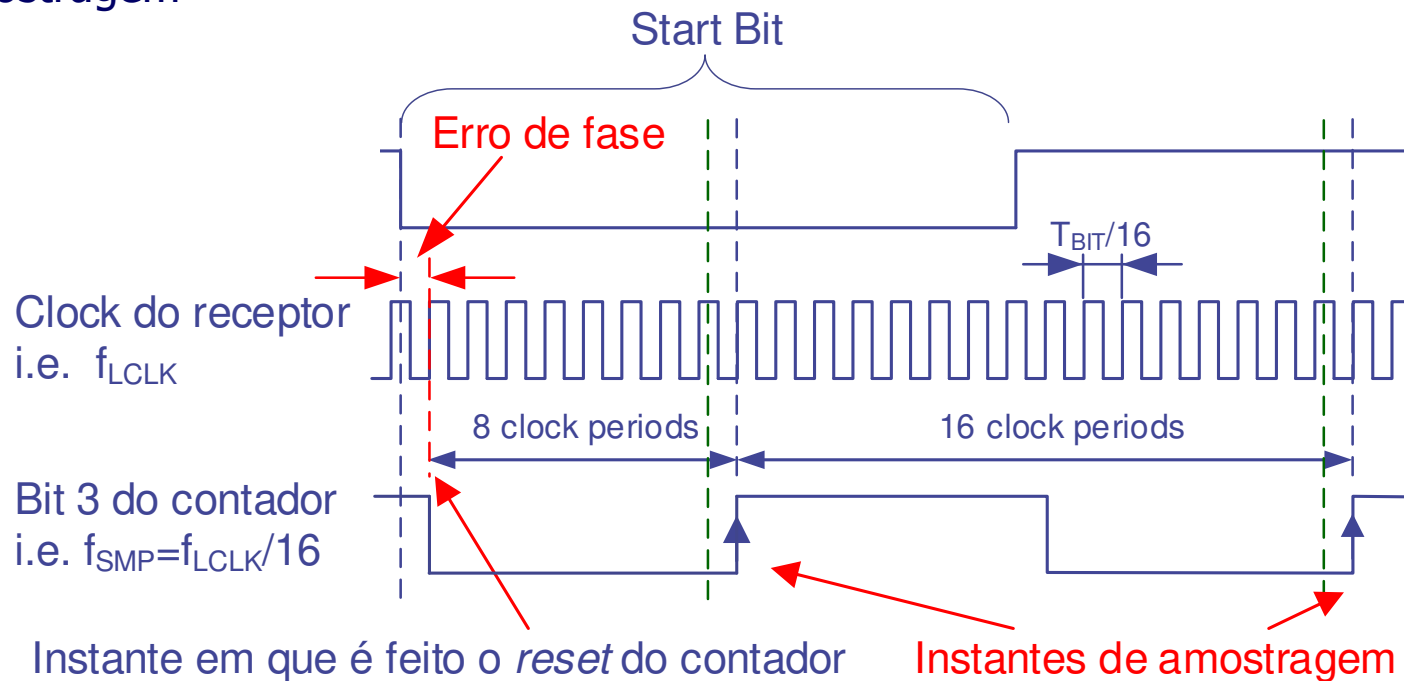 Start Bit
Erro de fase
T_BIT/16
Clock do receptor
i.e. f_LCLK
8 clock periods
16 clock periods
Bit 3 do contador
i.e. f_SMP=f_LCLK/16
Instante em que é feito o reset do contador
Instantes de amostragem